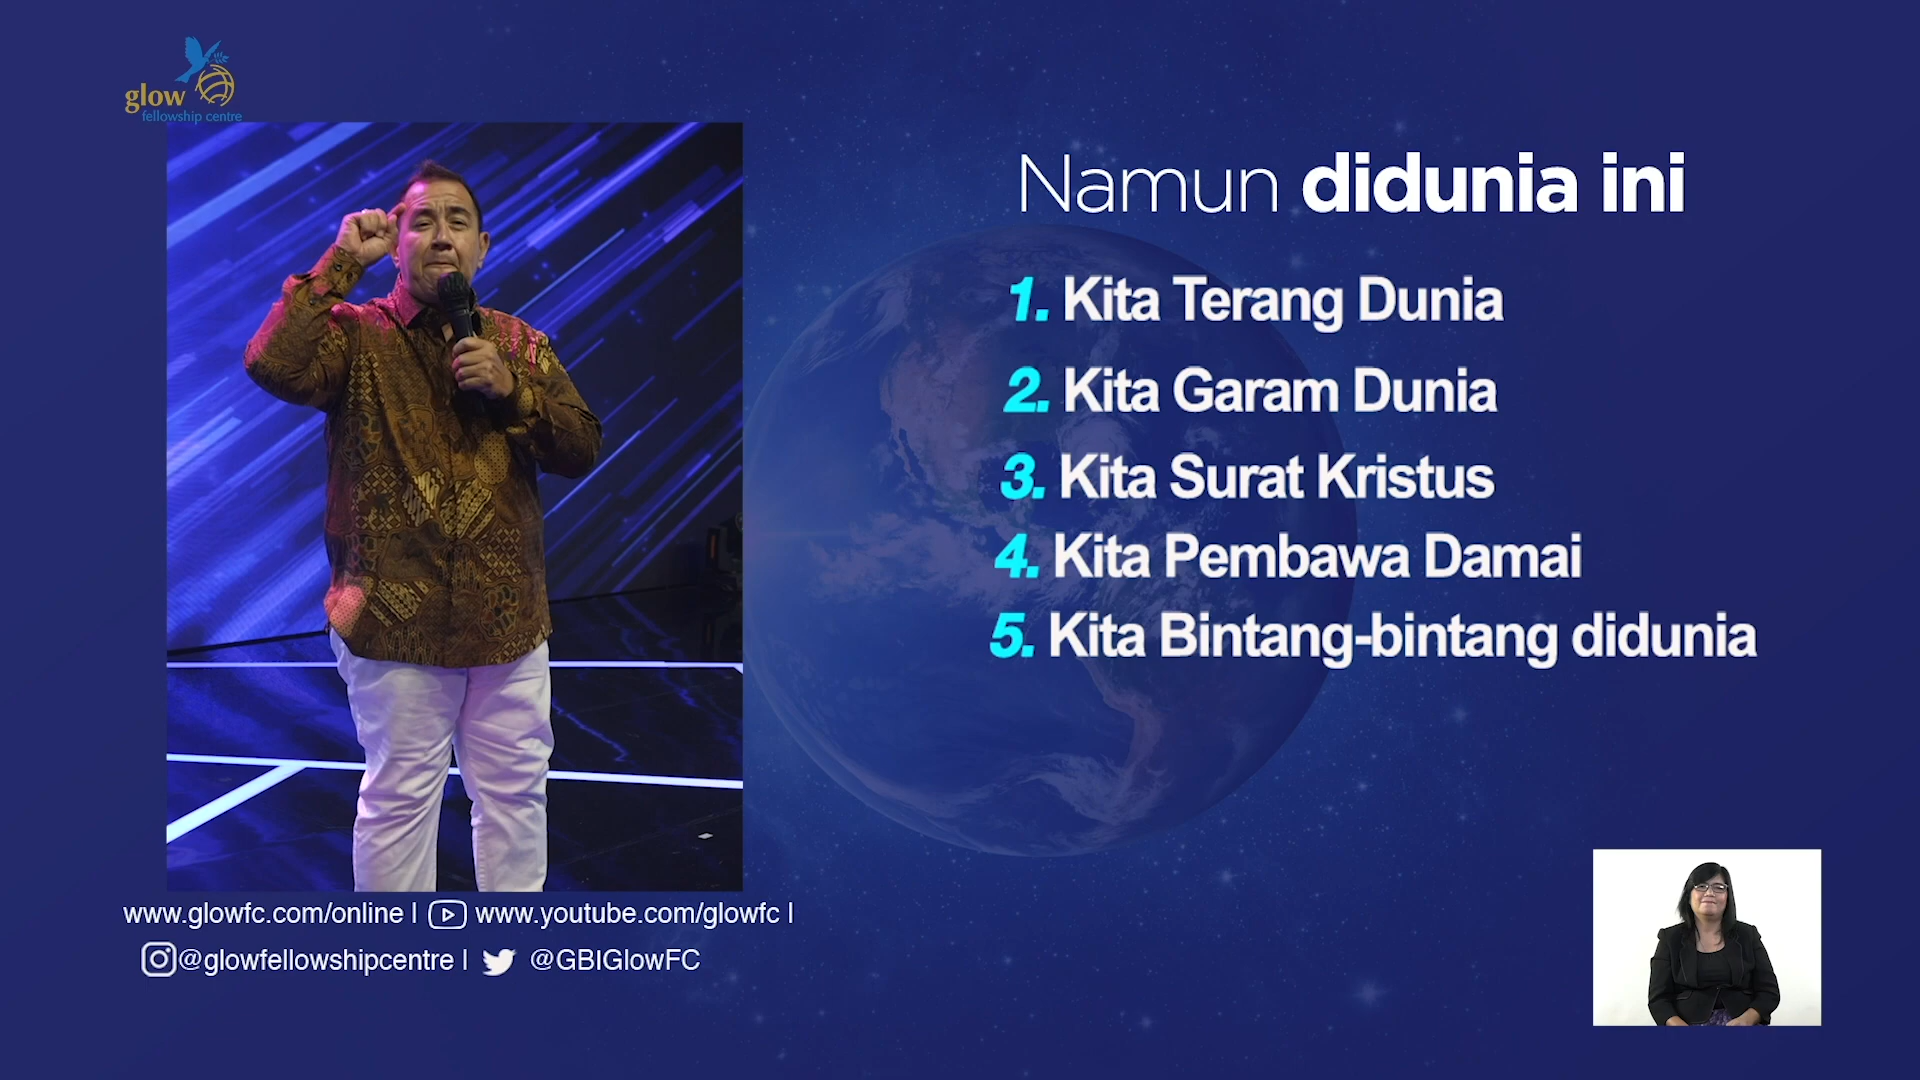 glow
fellowship centre
Namun didunia ini
1. Kita Terang Dunia
2. Kita Garam Dunia
3. Kita Surat Kristus
4. Kita Pembawa Damai
5. Kita Bintang-bintang didunia
www.glowfc.com/online | www.youtube.com/glowfc |
@glowfellowshipcentre | @GBIGlowFC